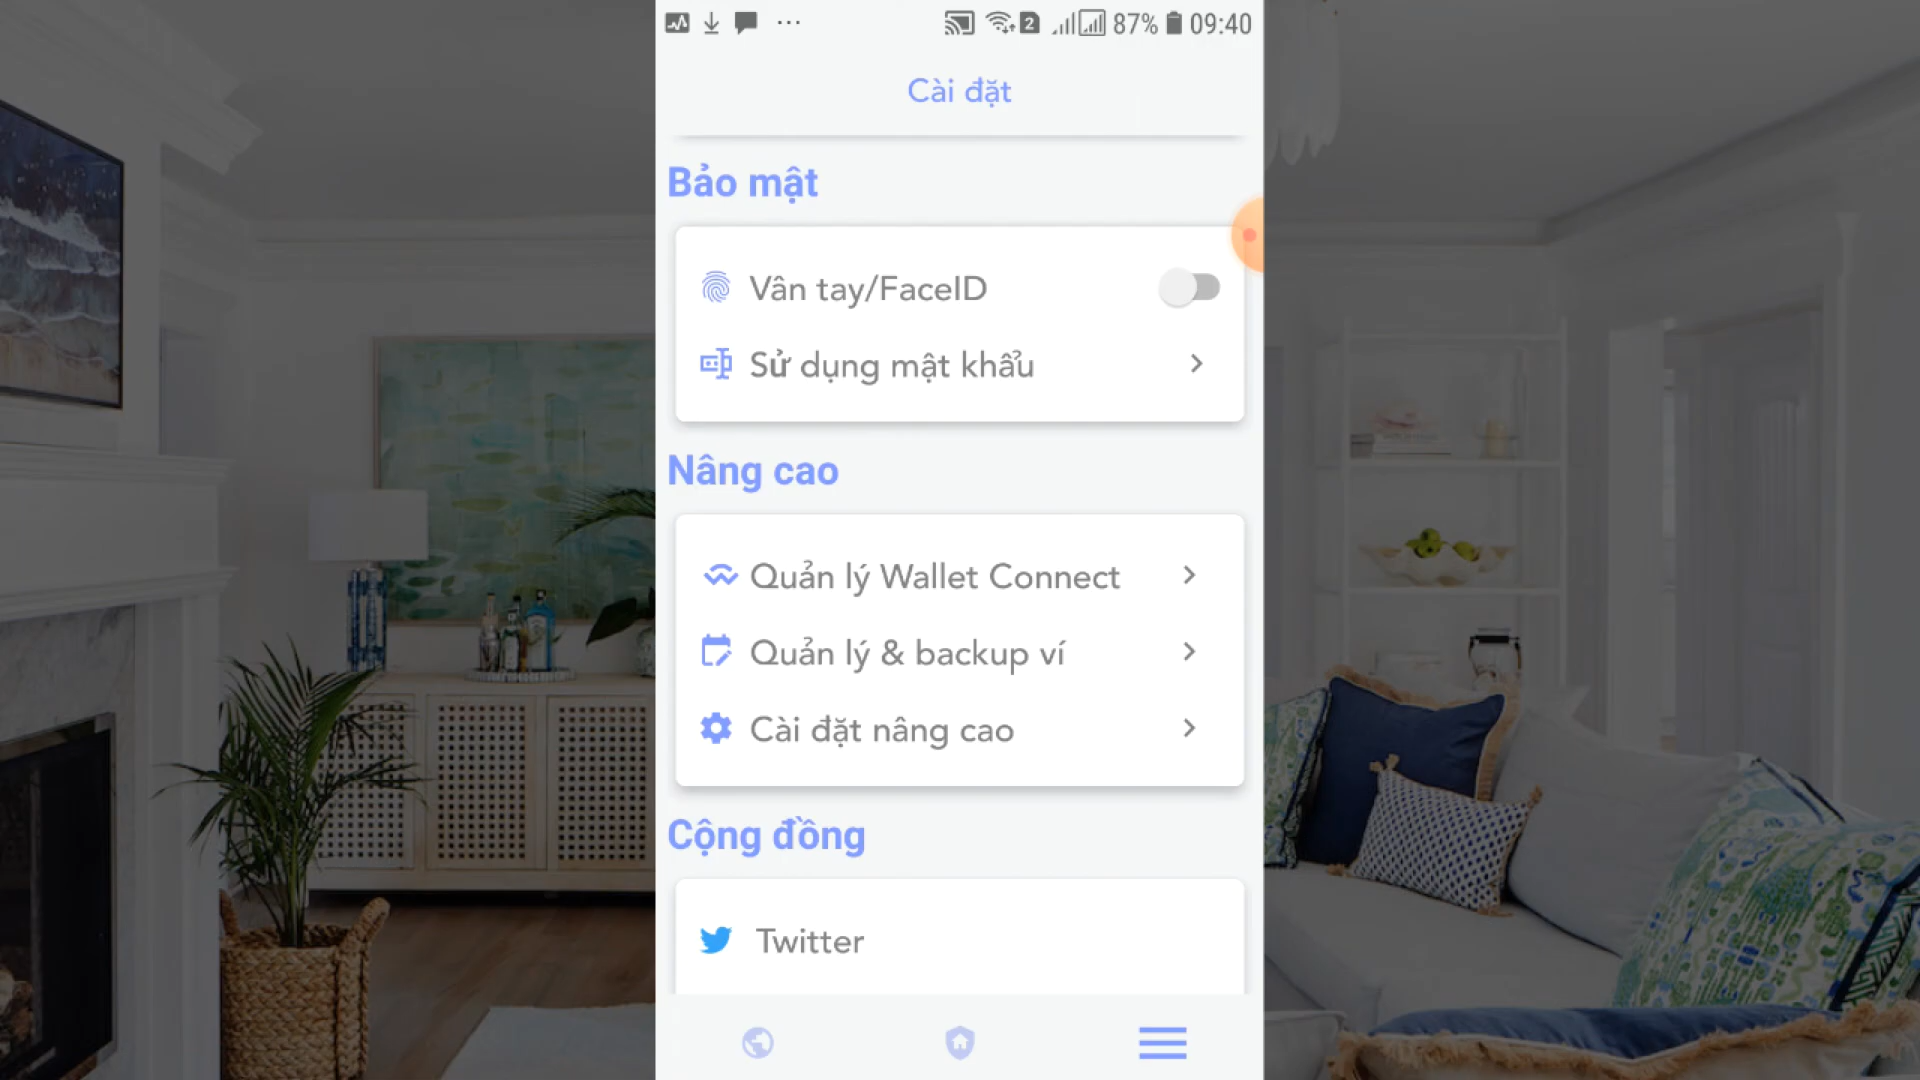 2 87% 09:40
Cài đặt
Bảo mật
Vân tay/FaceID
Sử dụng mật khẩu
Nâng cao
Quản lý Wallet Connect
Quản lý & backup ví
Cài đặt nâng cao
Cộng đồng
Twitter